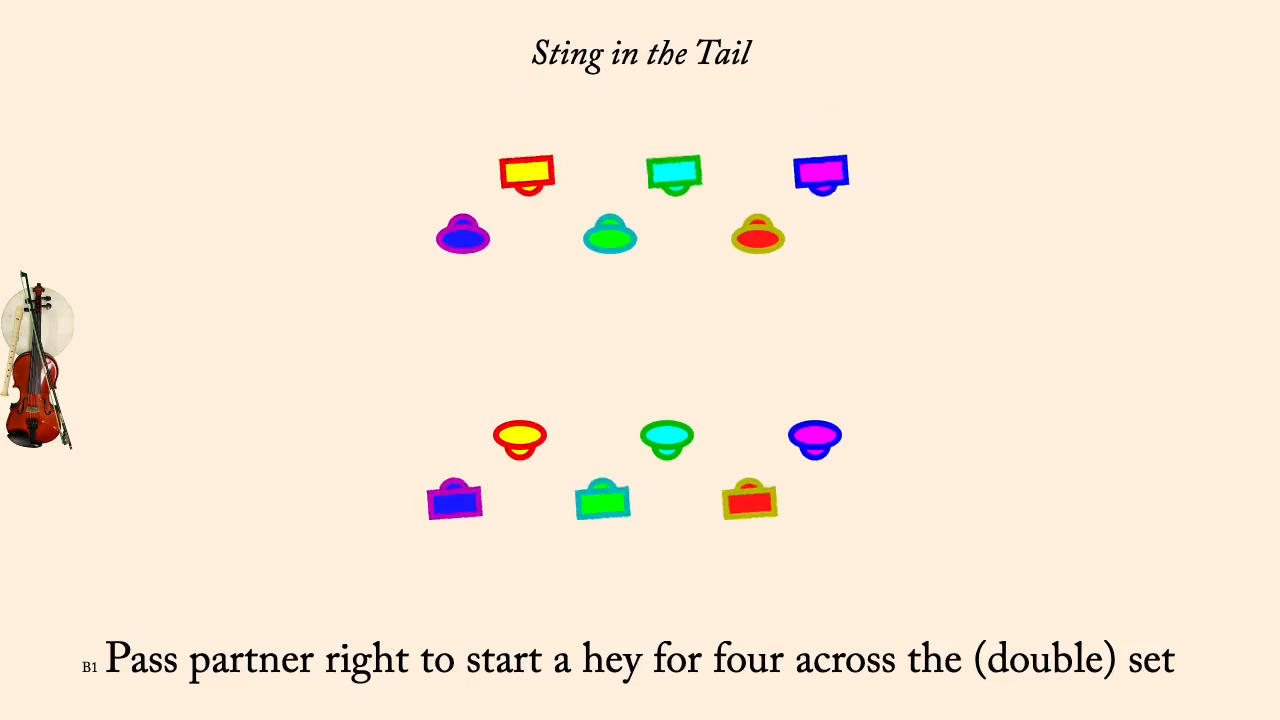 Sting in the Tail
B1 Pass partner right to start a hey for four across the (double) set